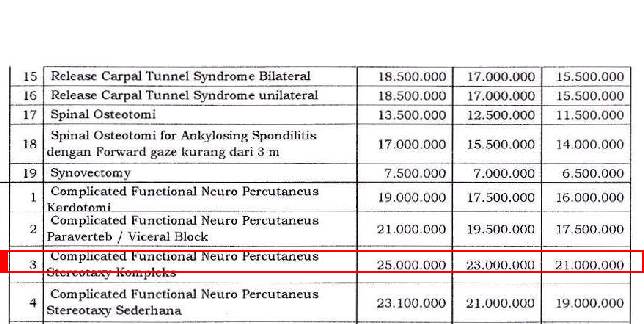 15 Release Carpal Tunnel Syndrome Bilateral 18.500.000 17.000.000 15.500.000
16 Release Carpal Tunnel Syndrome unilateral 18.500.000 17.000.000 15.500.000
17 Spinal Osteotomi 13.500.000 12.500.000 11.500.000
18 Spinal Osteotomi for Ankylosing Spondilitis
dengan Forward gaze kurang dari 3 m 17.000.000 15.500.000 14.000.000
19 Synovectomy 7.500.000 7.000.000 6.500.000
1 Complicated Functional Neuro Percutaneus
Kordotomi 19.000.000 17.500.000 16.000.000
2 Complicated Functional Neuro Percutaneus
Paraverteb / Viceral Block 21.000.000 19.500.000 17.500.000
3 Complicated Functional Neuro Percutaneus
Stereotaxy Kompleks 25.000.000 23.000.000 21.000.000
4 Complicated Functional Neuro Percutaneus
Stereotaxy Sederhana 23.100.000 21.000.000 19.000.000